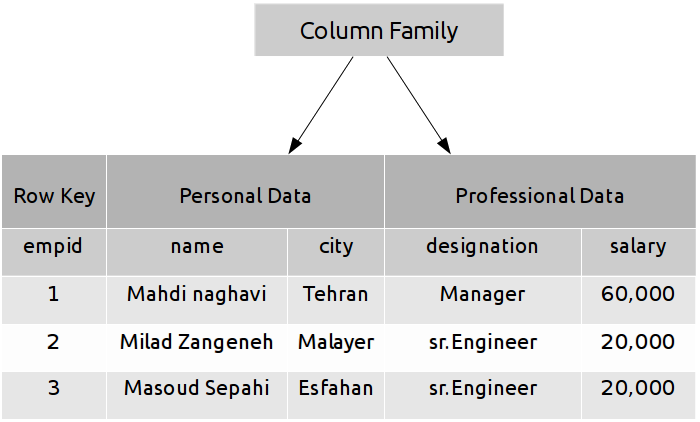 Column Family
Row Key Personal Data Professional Data
empid name city designation salary
1 Mahdi naghavi Tehran Manager 60,000
2 Milad Zangeneh Malayer sr.Engineer 20,000
3 Masoud Sepahi Esfahan sr.Engineer 20,000